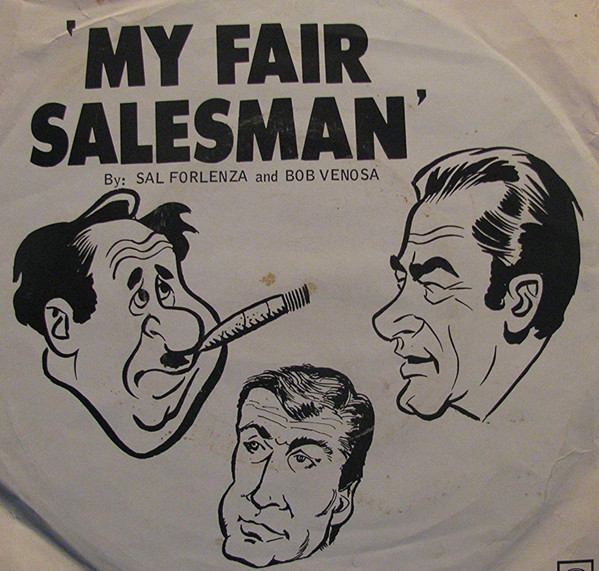 'MY FAIR
SALESMAN'
By: SAL FORLENZA and BOB VENOSA